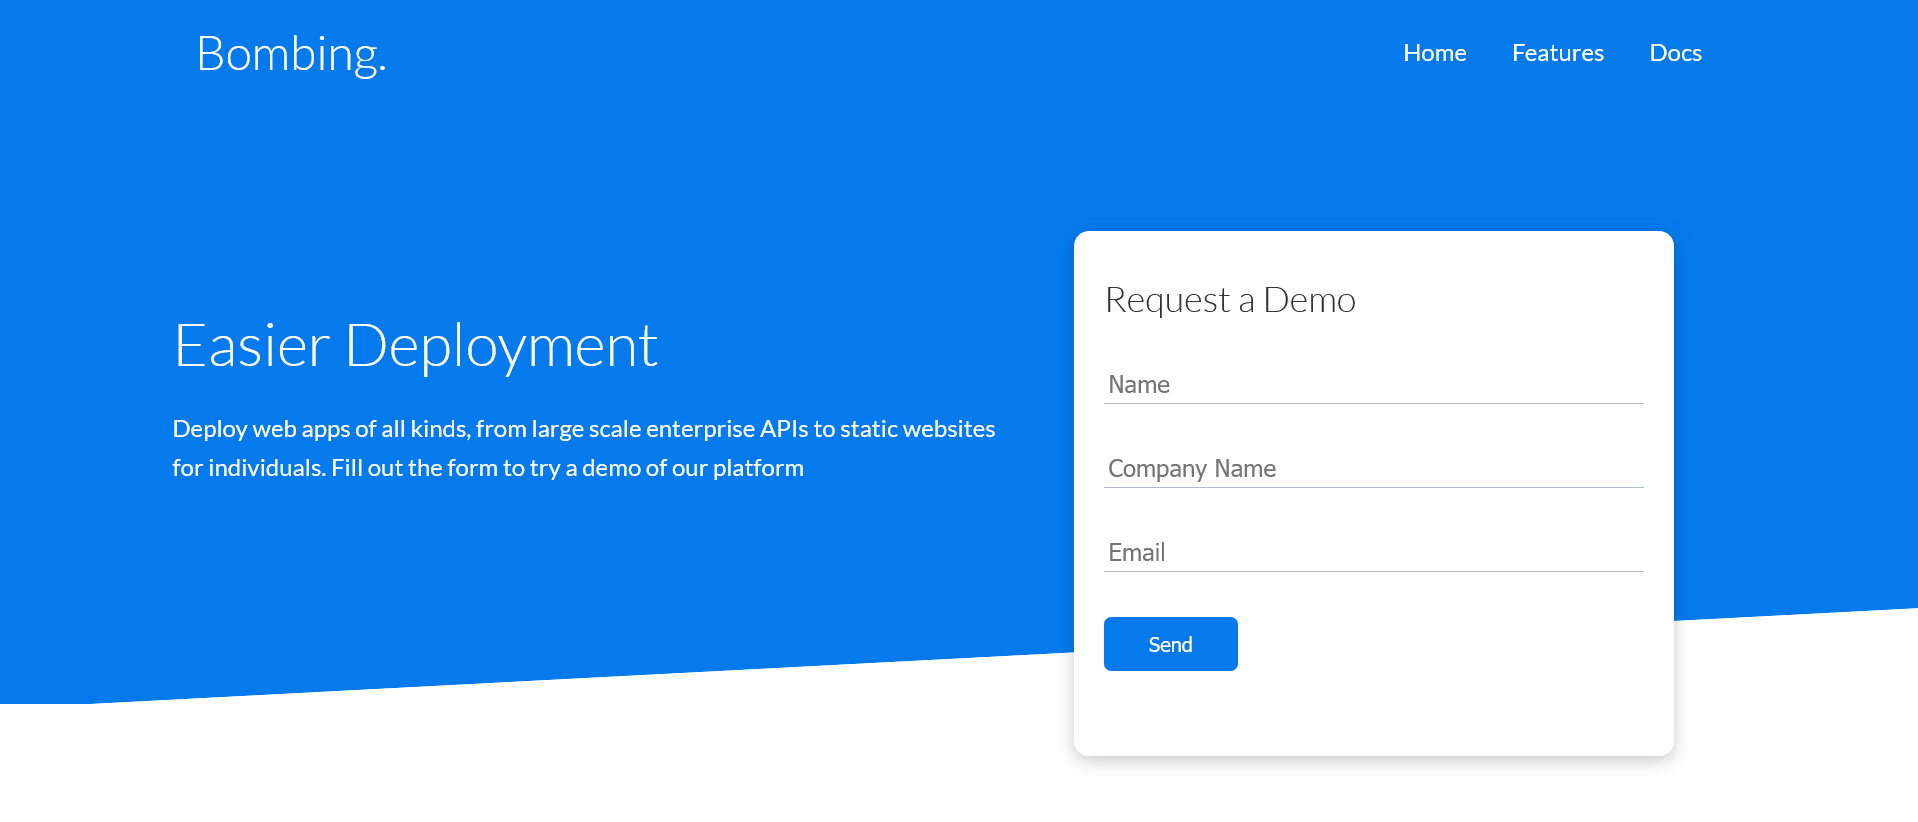 Bombing.
Home Features Docs
Easier Deployment
Deploy web apps of all kinds, from large scale enterprise APIs to static websites
for individuals. Fill out the form to try a demo of our platform
Request a Demo
Name
Company Name
Email
Send